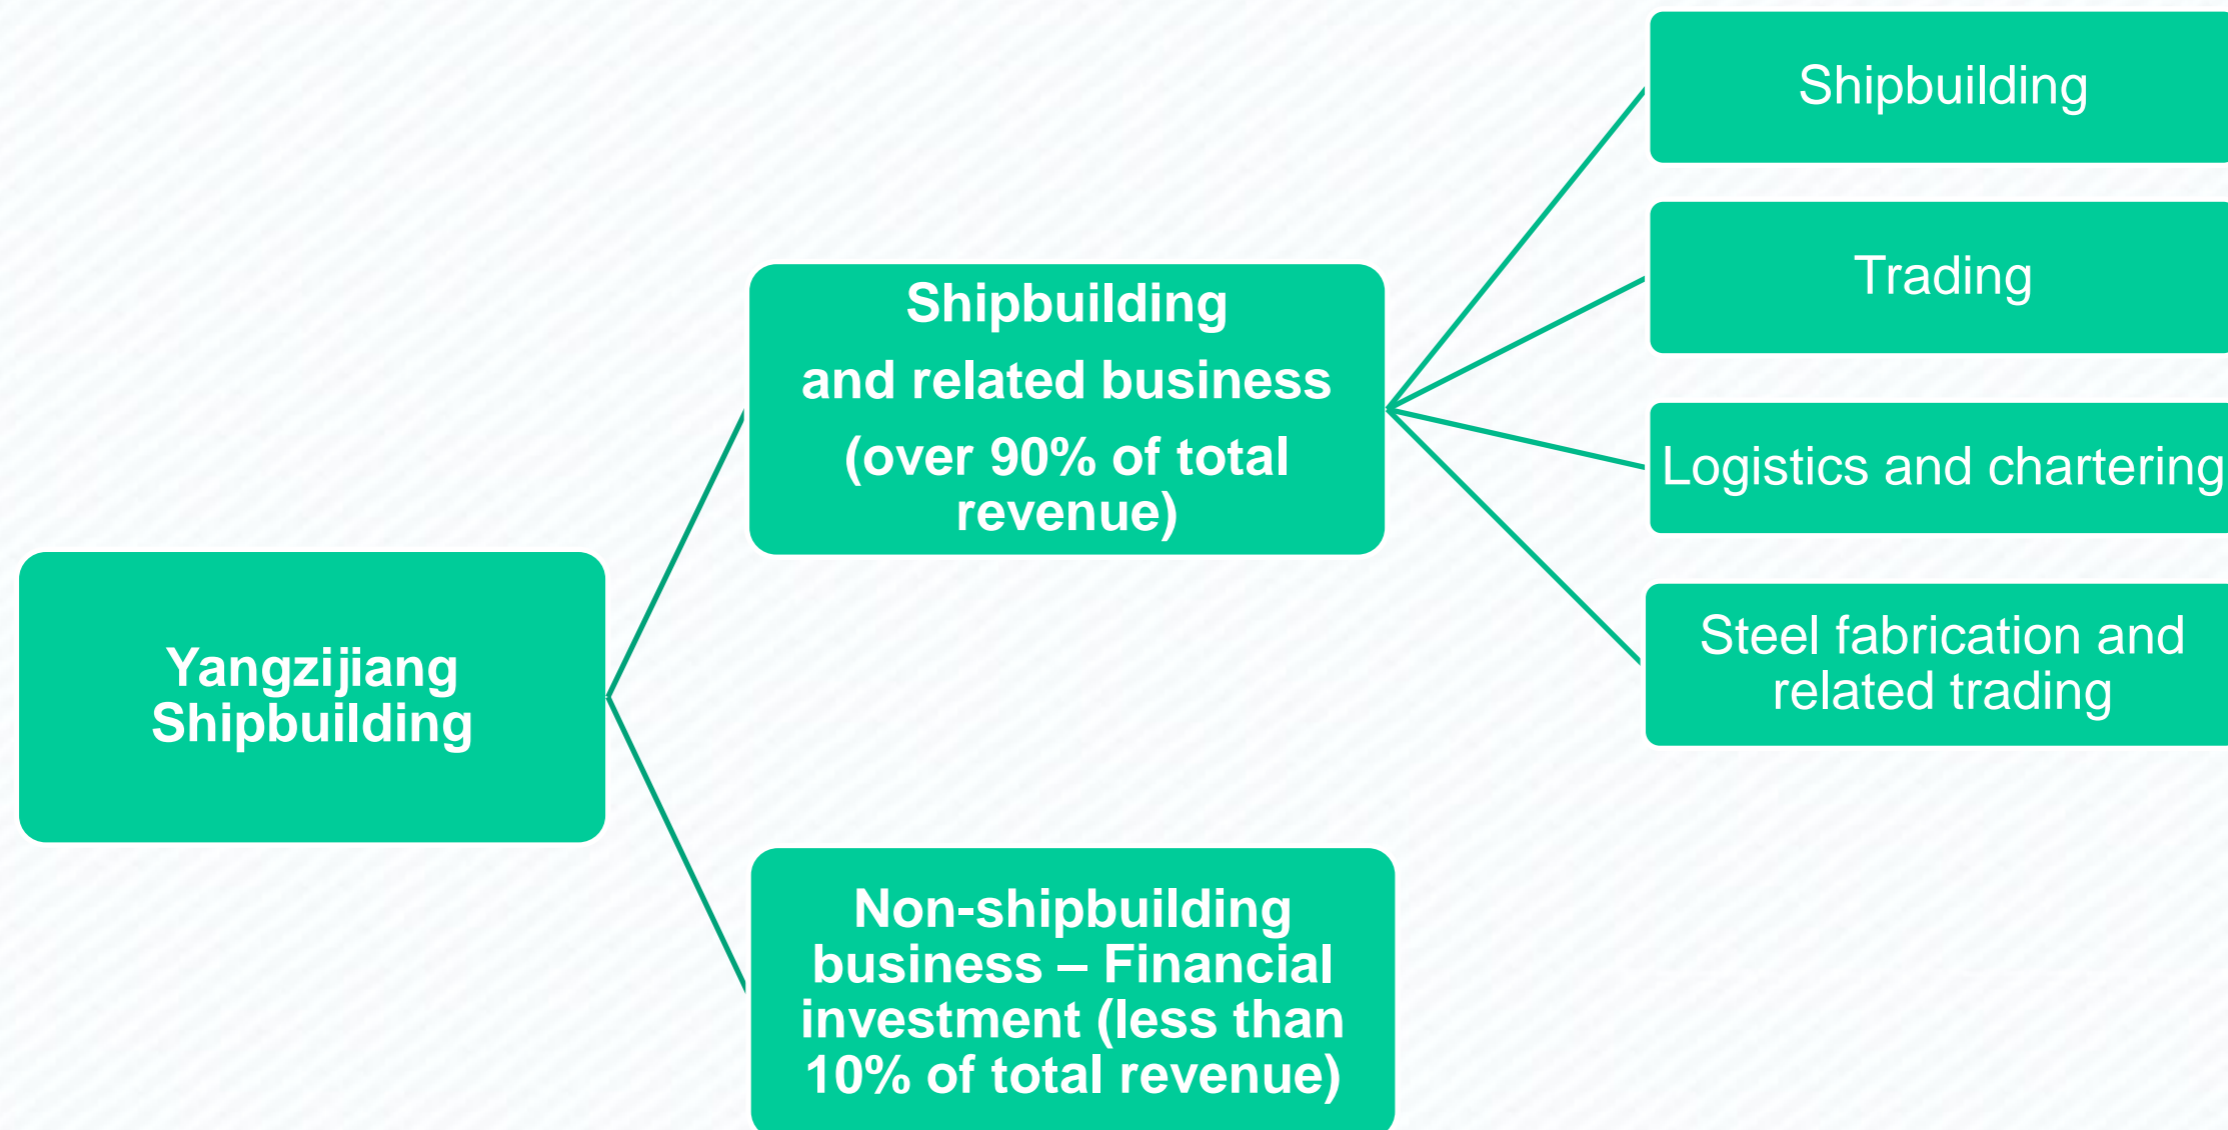 Yangzijiang
Shipbuilding
Shipbuilding
and related business
(over 90% of total
revenue)
Non-shipbuilding
business – Financial
investment (less than
10% of total revenue)
Shipbuilding
Trading
Logistics and chartering
Steel fabrication and
related trading